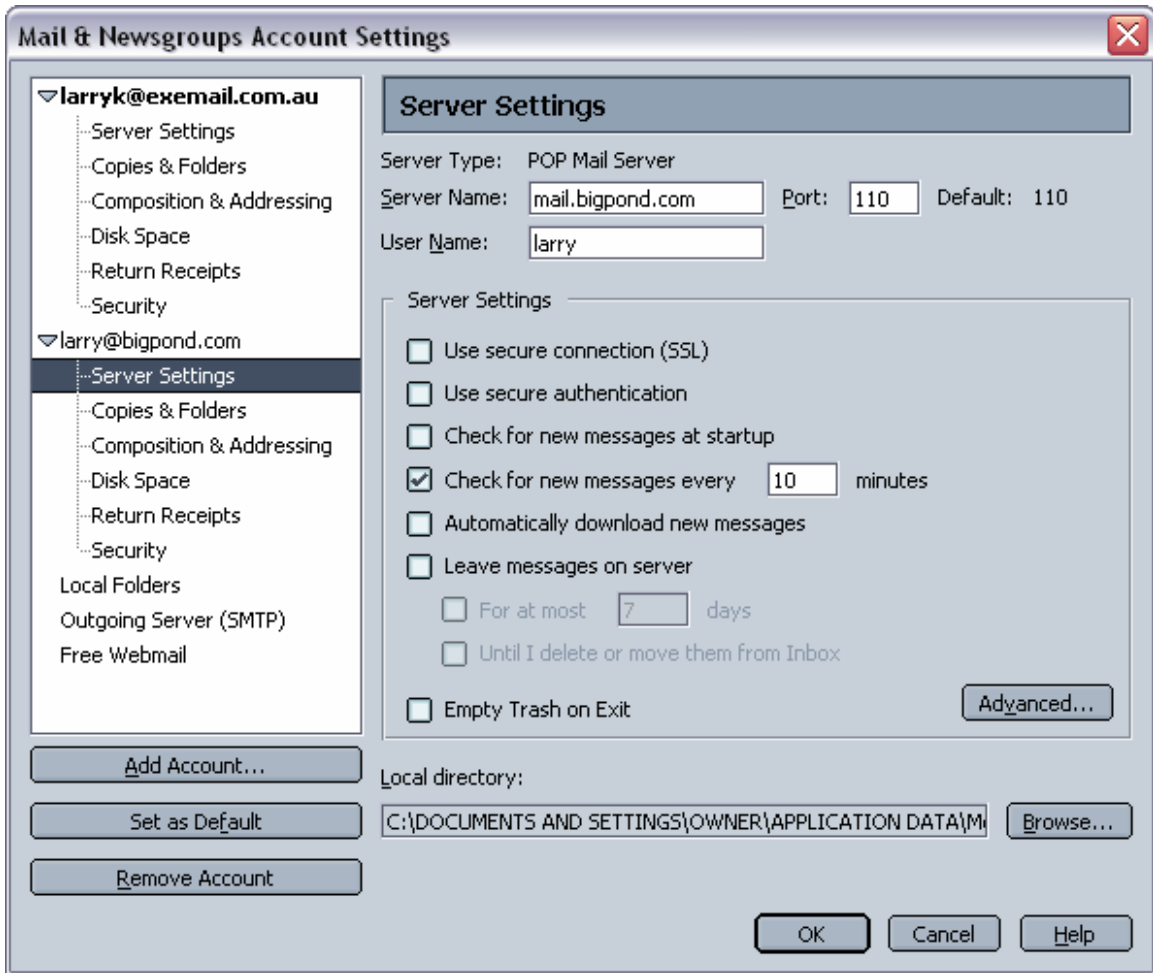 Mail & Newsgroups Account Settings
larryk@exemail.com.au
Server Settings
Copies & Folders
Composition & Addressing
Disk Space
Return Receipts
Security
larry@bigpond.com
Server Settings
Copies & Folders
Composition & Addressing
Disk Space
Return Receipts
Security
Local Folders
Outgoing Server (SMTP)
Free Webmail
Add Account...
Set as Default
Remove Account
Server Settings
Server Type: POP Mail Server
Server Name: mail.bigpond.com Port: 110 Default: 110
User Name: larry
Server Settings
Use secure connection (SSL)
Use secure authentication
Check for new messages at startup
Check for new messages every 10 minutes
Automatically download new messages
Leave messages on server
For at most 7 days
Until I delete or move them from Inbox
Empty Trash on Exit Advanced...
Local directory:
C:\DOCUMENTS AND SETTINGS\OWNER\APPLICATION DATA\M Browse...
OK Cancel Help